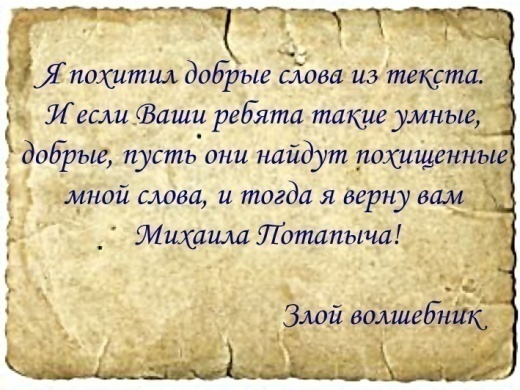 Я похитил добрые слова из текста.
И если Ваши ребята такие умные,
добрые, пусть они найдут похищенные
мной слова, и тогда я верну вам
Михаила Потапыча!
Злой волшебник